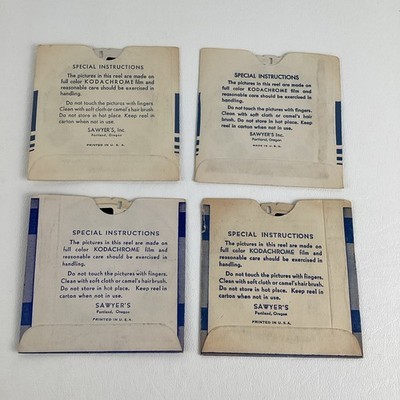 SPECIAL INSTRUCTIONS
The pictures in this reel are made on
full color KODACHROME film and
reasonable care should be exercised in
handling.
Do not touch the pictures with fingers.
Clean with soft cloth or camel's hair brush.
Do not store in hot place. Keep reel in
carton when not in use.
SAWYER'S, Inc.
Portland, Oregon
PRINTED IN U. S. A.
SPECIAL INSTRUCTIONS
The pictures in this reel are made on
full color KODACHROME film and
reasonable care should be exercised in
handling.
Do not touch the pictures with fingers.
Clean with soft cloth or camel's hair brush.
Do not store in hot place. Keep reel in
carton when not in use.
SAWYER'S, Inc.
Portland, Oregon
MADE IN U. S. A.
SPECIAL INSTRUCTIONS
The pictures in this reel are made on
full color KODACHROME film and
reasonable care should be exercised in
handling.
Do not touch the pictures with fingers.
Clean with soft cloth or camel's hair brush.
Do not store in hot place. Keep reel in
carton when not in use.
SAWYER'S
Portland, Oregon
PRINTED IN U. S. A.
SPECIAL INSTRUCTIONS
The pictures in this reel are made on
full color KODACHROME film and
reasonable care should be exercised in
handling.
Do not touch the pictures with fingers.
Clean with soft cloth or camel's hair brush.
Do not store in hot place. Keep reel in
carton when not in use.
SAWYER'S
Portland, Oregon
PRINTED IN U. S. A.